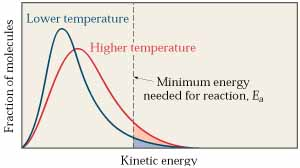 Lower temperature
Higher temperature
Minimum energy
needed for reaction, Ea
Fraction of molecules
Kinetic energy